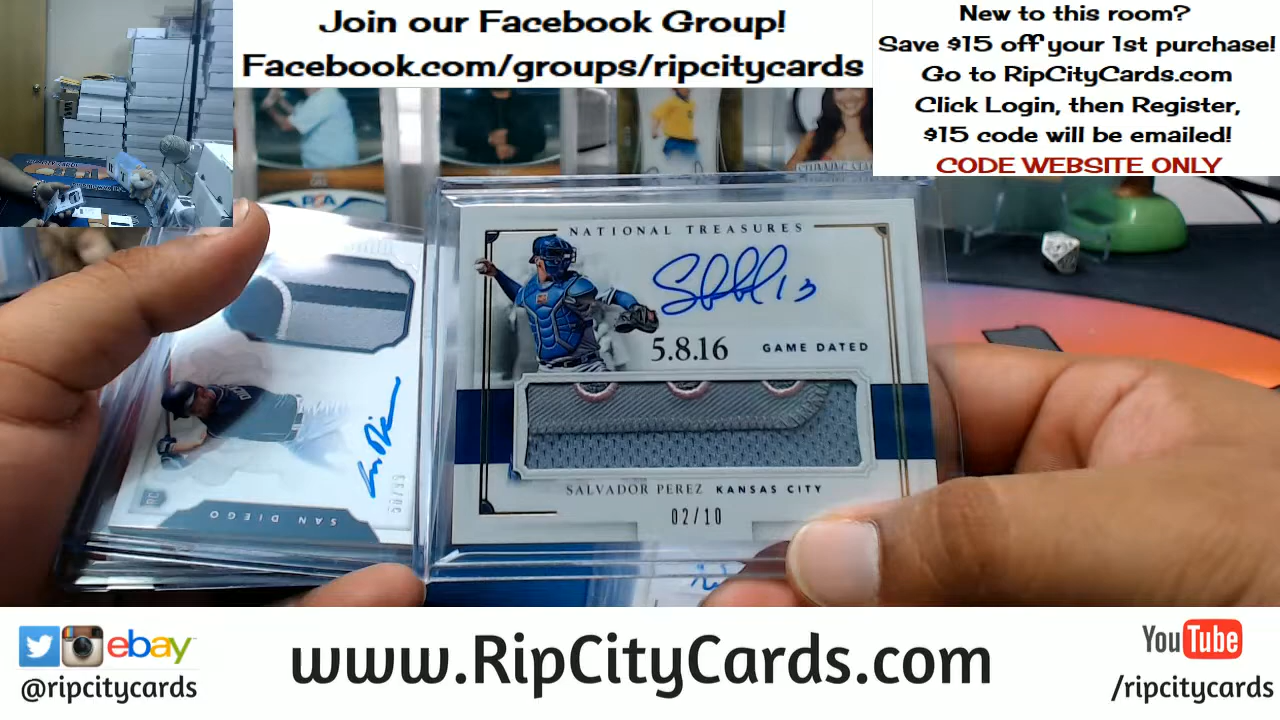 Join our Facebook Group!
Facebook.com/groups/ripcitycards
New to this room?
Save $15 off your 1st purchase!
Go to RipCityCards.com
Click Login, then Register,
$15 code will be emailed!
CODE WEBSITE ONLY
NATIONAL TREASURES
5.8.16 GAME DATED
SALVADOR PEREZ KANSAS CITY
02/10
SAN DIEGO
RC
ebay
@ripcitycards
www.RipCityCards.com
YouTube
/ripcitycards